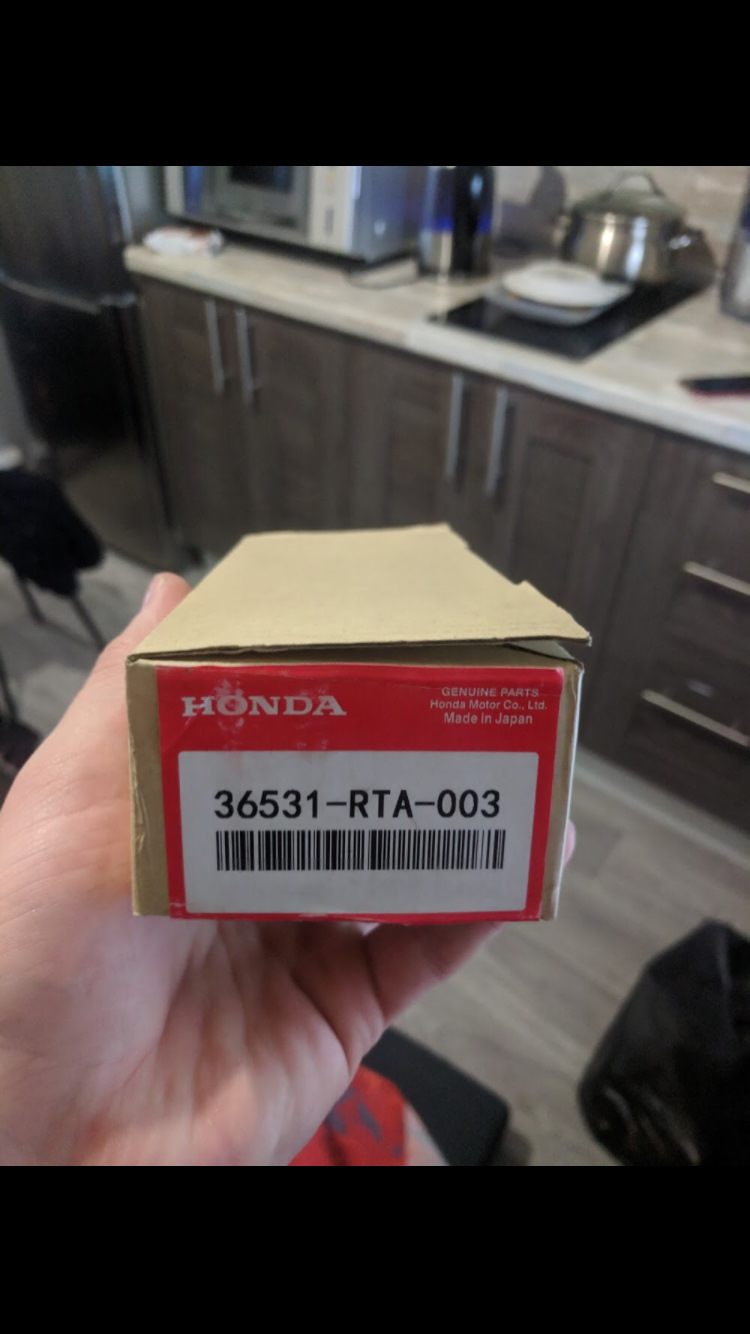 HONDA
GENUINE PARTS
Honda Motor Co., Ltd.
Made in Japan
36531-RTA-003